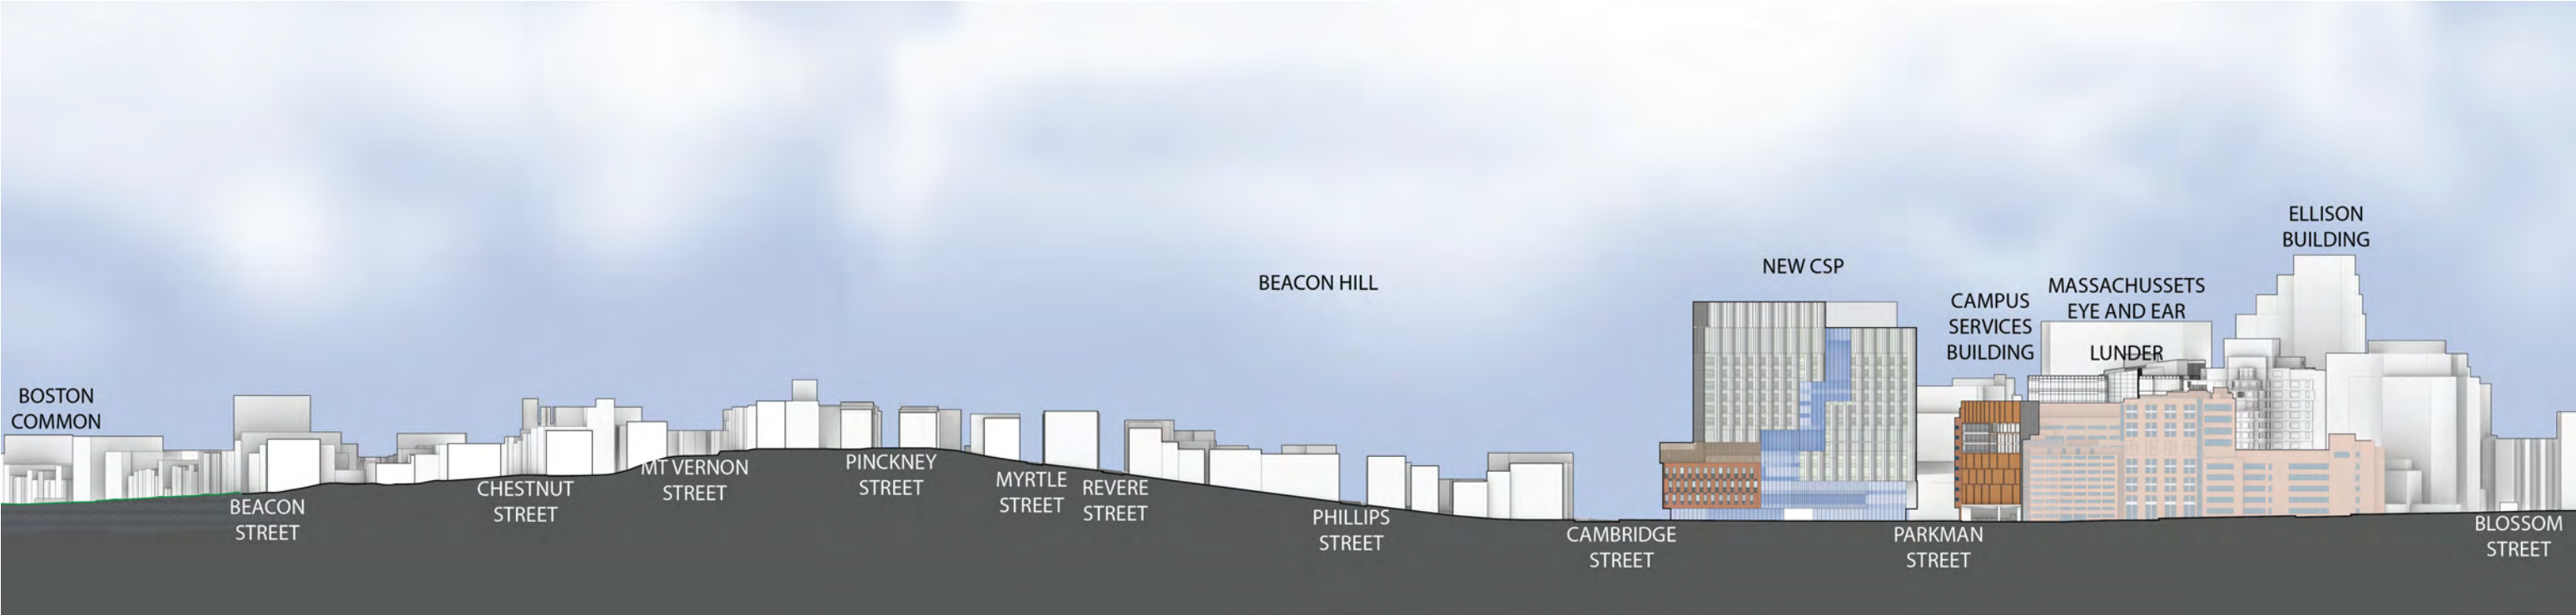 BOSTON
COMMON
BEACON
STREET
CHESTNUT
STREET
MT VERNON
STREET
PINCKNEY
STREET
MYRTLE
STREET
REVERE
STREET
BEACON HILL
PHILLIPS
STREET
CAMBRIDGE
STREET
NEW CSP
PARKMAN
STREET
CAMPUS
SERVICES
BUILDING
MASSACHUSSETS
EYE AND EAR
LUNDER
ELLISON
BUILDING
BLOSSOM
STREET